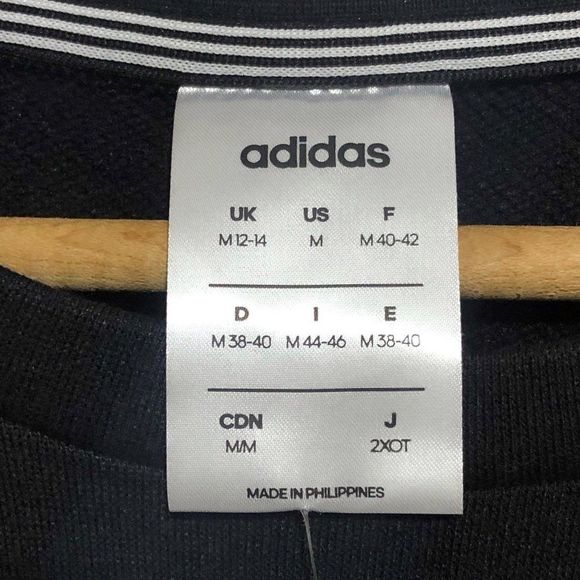 adidas
UK US F
M 12-14 M M 40-42
D I E
M 38-40 M 44-46 M 38-40
CDN J
M/M 2XOT
MADE IN PHILIPPINES